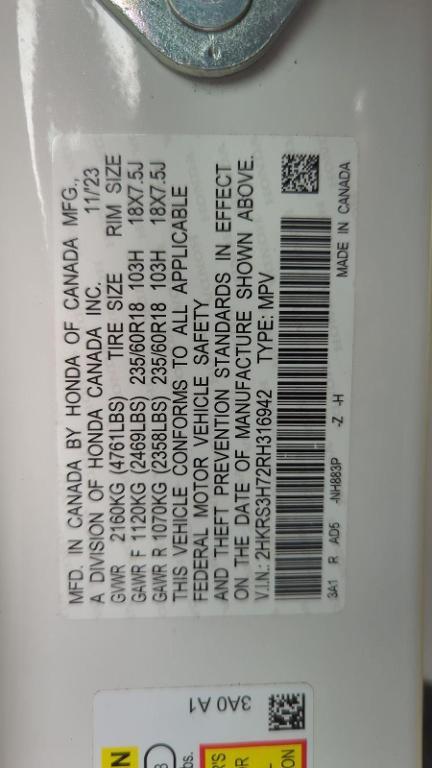 MFD. IN CANADA BY HONDA OF CANADA MFG.,
A DIVISION OF HONDA CANADA INC. 11/'23
GVWR 2160KG (4761LBS) TIRE SIZE RIM SIZE
GAWR F 1120KG (2469LBS) 235/60R18 103H 18X7.5J
GAWR R 1070KG (2358LBS) 235/60R18 103H 18X7.5J
THIS VEHICLE CONFORMS TO ALL APPLICABLE
FEDERAL MOTOR VEHICLE SAFETY
AND THEFT PREVENTION STANDARDS IN EFFECT
ON THE DATE OF MANUFACTURE SHOWN ABOVE.
V.I.N.: 2HKRS3H72RH316942 TYPE: MPV
3A1 R AD5 -NH883P -Z -H
MADE IN CANADA
3A0 A1